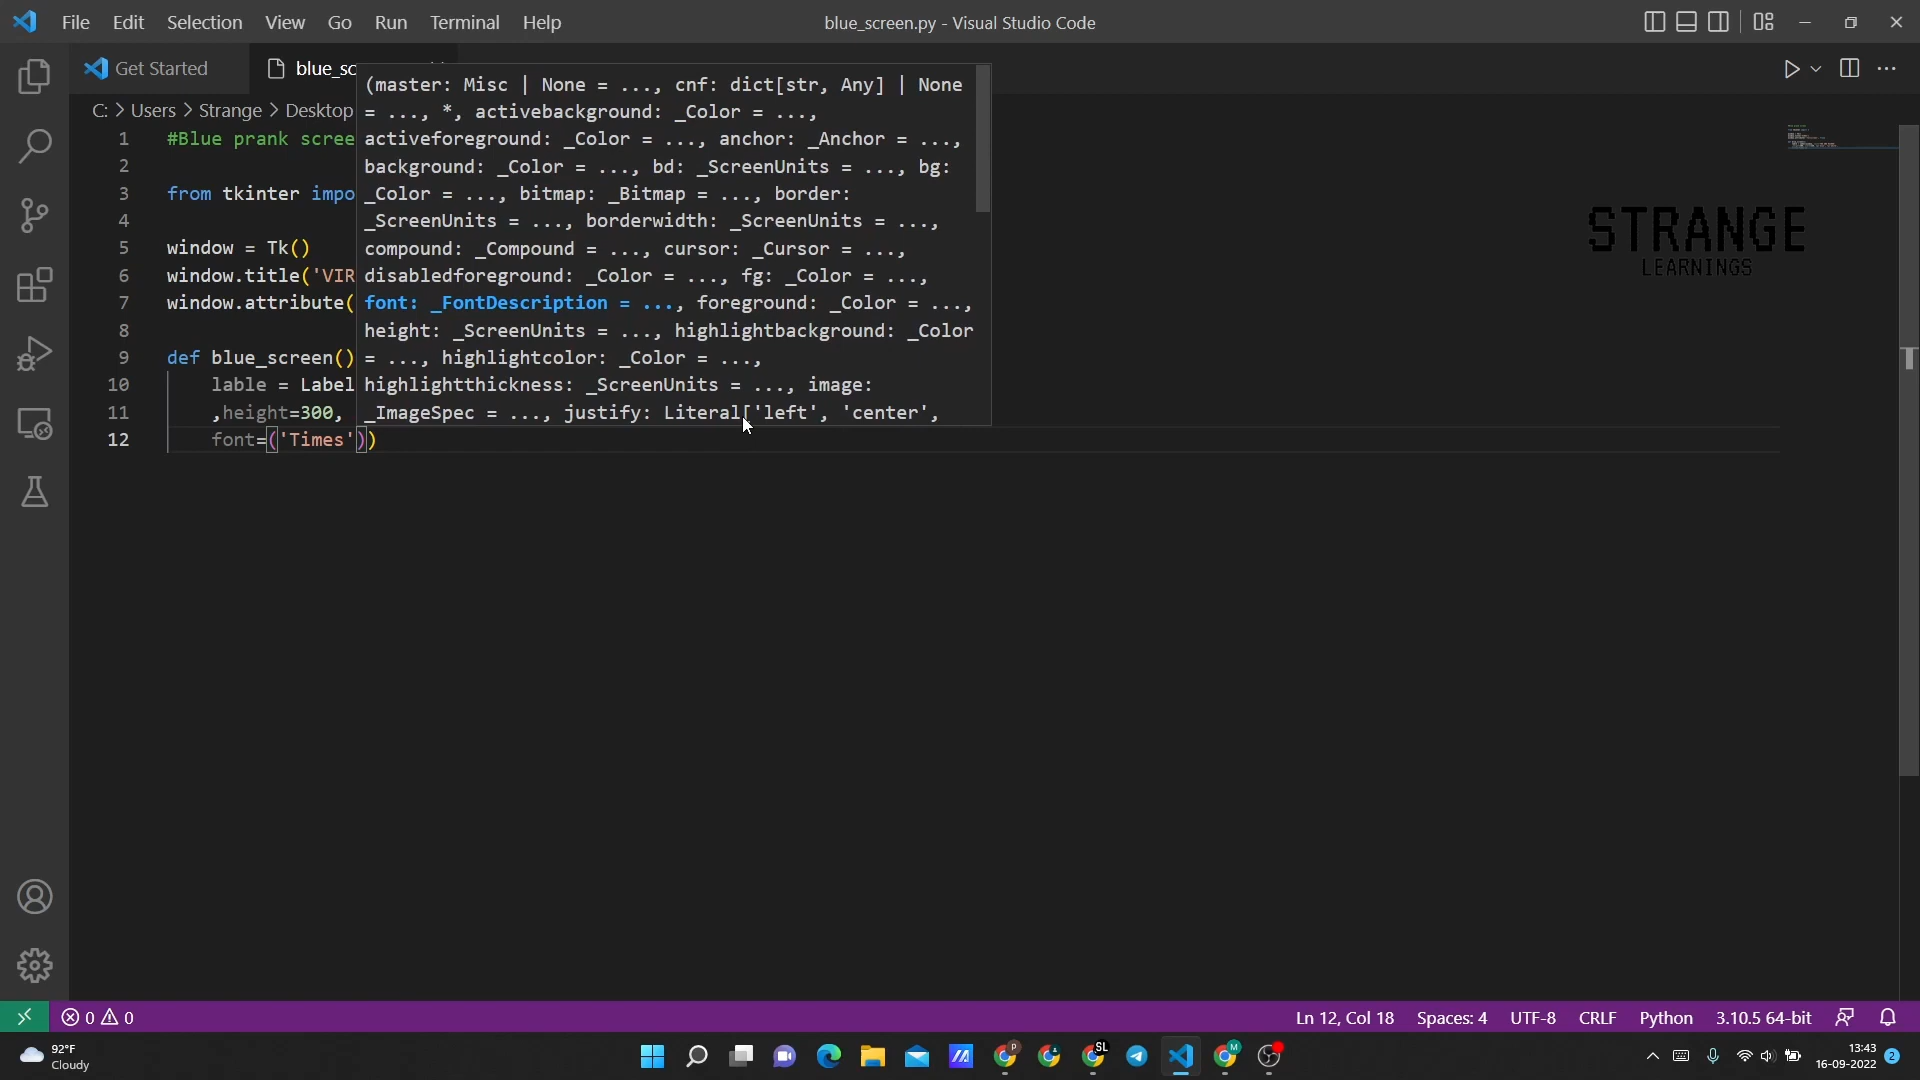 File Edit Selection View Go Run Terminal Help
blue_screen.py - Visual Studio Code
Get Started
blue_sc
C: > Users > Strange > Desktop
1 #Blue prank scree
2
3 from tkinter impo
4
5 window = Tk()
6 window.title('VIR
7 window.attribute(
8
9 def blue_screen()
10 lable = Label
11 ,height=300,
12 font=('Times'))
(master: Misc | None = ..., cnf: dict[str, Any] | None
= ..., *, activebackground: _Color = ...,
activeforeground: _Color = ..., anchor: _Anchor = ...,
background: _Color = ..., bd: _ScreenUnits = ..., bg:
_Color = ..., bitmap: _Bitmap = ..., border:
_ScreenUnits = ..., borderwidth: _ScreenUnits = ...,
compound: _Compound = ..., cursor: _Cursor = ...,
disabledforeground: _Color = ..., fg: _Color = ...,
font: _FontDescription = ..., foreground: _Color = ...,
height: _ScreenUnits = ..., highlightbackground: _Color
= ..., highlightcolor: _Color = ...,
highlightthickness: _ScreenUnits = ..., image:
_ImageSpec = ..., justify: Literal['left', 'center',
STRANGE
LEARNINGS
0 0
Ln 12, Col 18 Spaces: 4 UTF-8 CRLF Python 3.10.5 64-bit
92°F
Cloudy
P
SL
M
13:43
16-09-2022
2